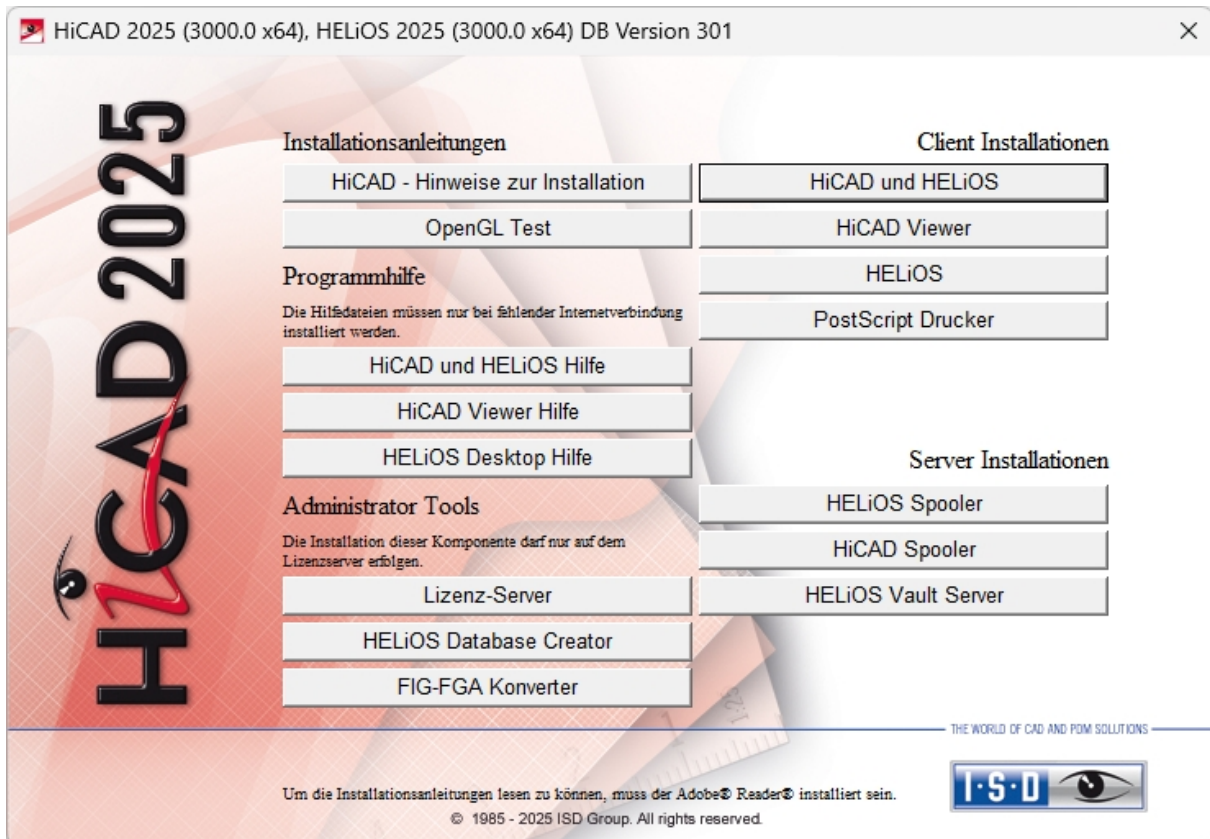 HiCAD 2025 (3000.0 x64), HELiOS 2025 (3000.0 x64) DB Version 301
HiCAD 2025
Installationsanleitungen
HiCAD - Hinweise zur Installation
OpenGL Test
Programmhilfe
Die Hilfedateien müssen nur bei fehlender Internetverbindung
installiert werden.
HiCAD und HELiOS Hilfe
HiCAD Viewer Hilfe
HELiOS Desktop Hilfe
Administrator Tools
Die Installation dieser Komponente darf nur auf dem
Lizenzserver erfolgen.
Lizenz-Server
HELiOS Database Creator
FIG-FGA Konverter
Client Installationen
HiCAD und HELiOS
HiCAD Viewer
HELiOS
PostScript Drucker
Server Installationen
HELiOS Spooler
HiCAD Spooler
HELiOS Vault Server
THE WORLD OF CAD AND PDM SOLUTIONS
I·S·D
Um die Installationsanleitungen lesen zu können, muss der Adobe® Reader® installiert sein.
© 1985 - 2025 ISD Group. All rights reserved.